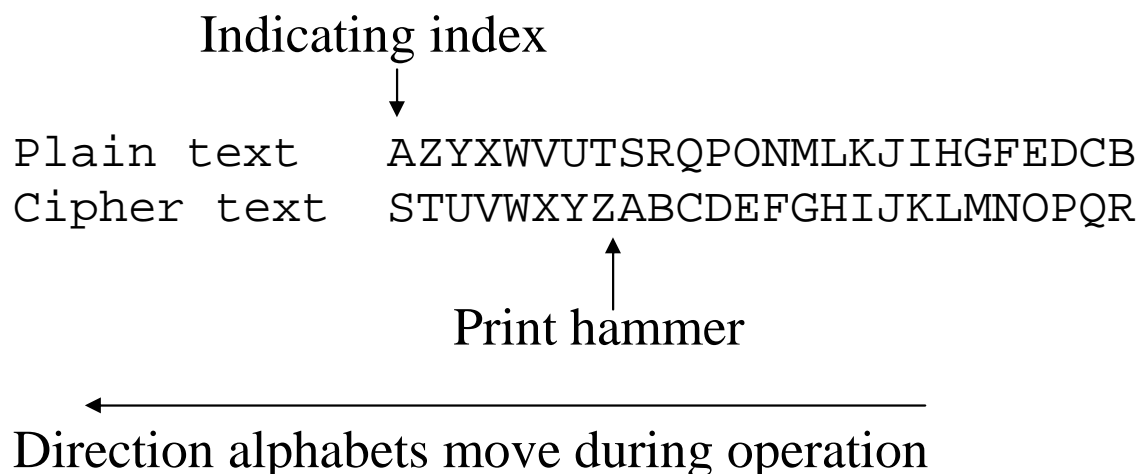 Indicating index
Plain text AZYXWVUTSRQPONMLKJIHGFEDCB
Cipher text STUVWXYZABCDEFGHIJKLMNOPQR
Print hammer
Direction alphabets move during operation